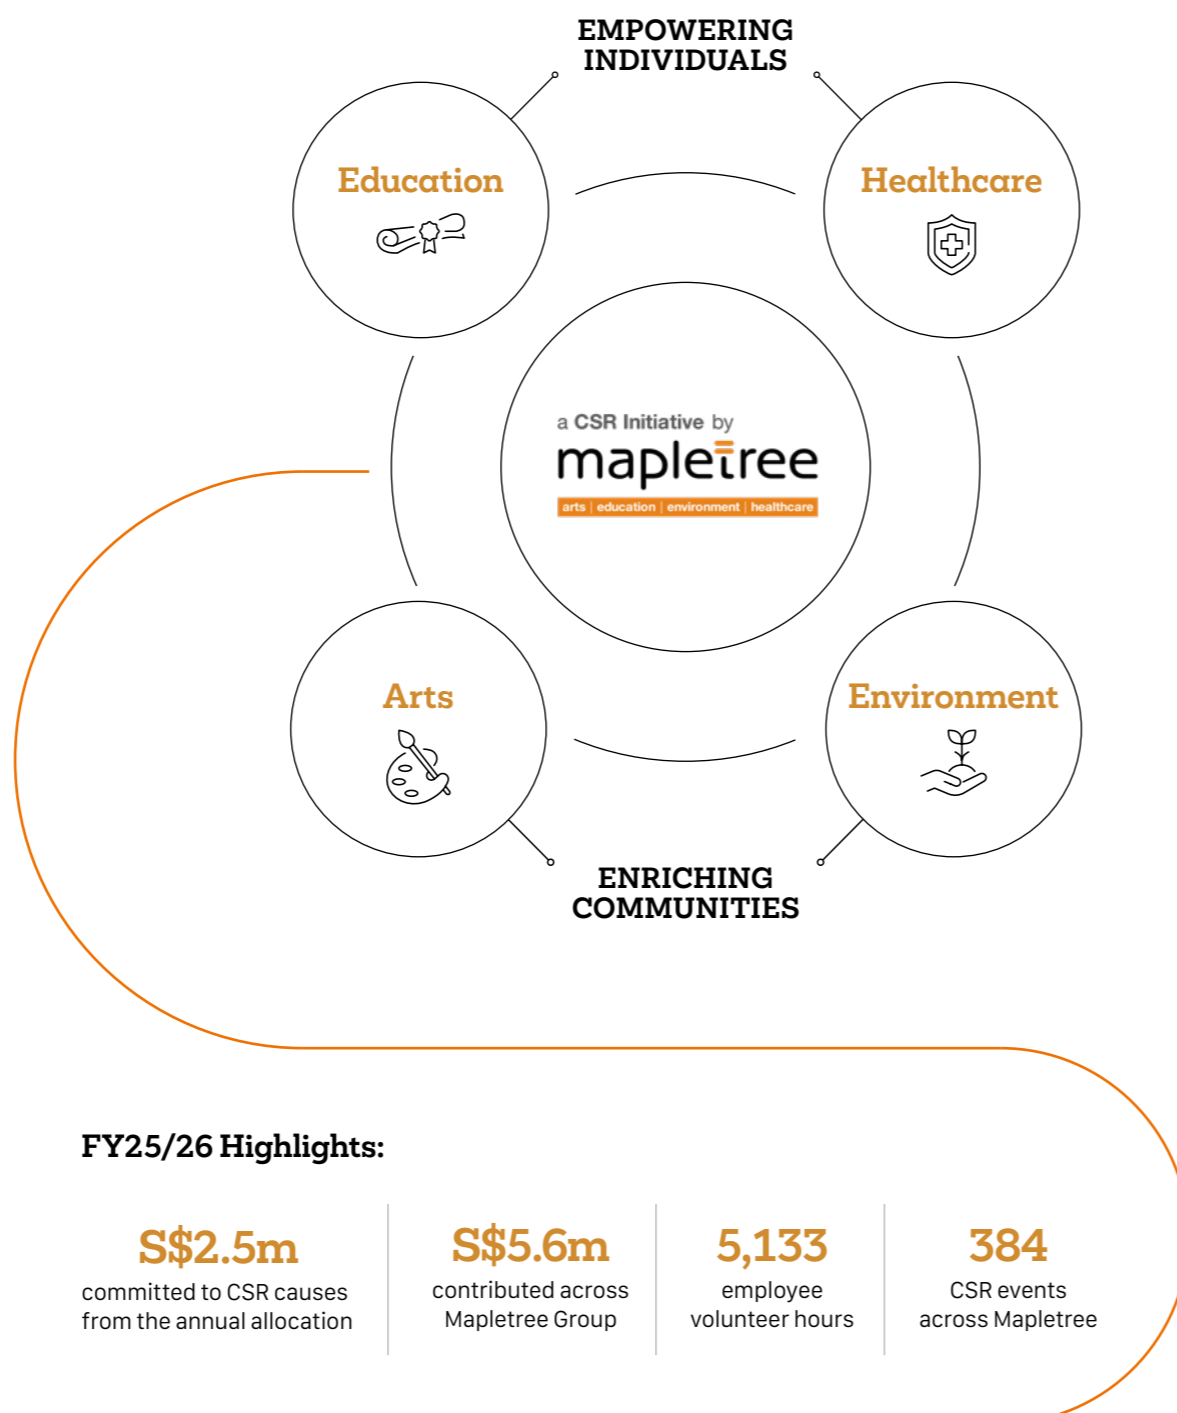 EMPOWERING
INDIVIDUALS
Education
Healthcare
a CSR Initiative by
mapletree
arts | education | environment | healthcare
Arts
Environment
ENRICHING
COMMUNITIES
FY25/26 Highlights:
S$2.5m
committed to CSR causes
from the annual allocation
S$5.6m
contributed across
Mapletree Group
5,133
employee
volunteer hours
384
CSR events
across Mapletree